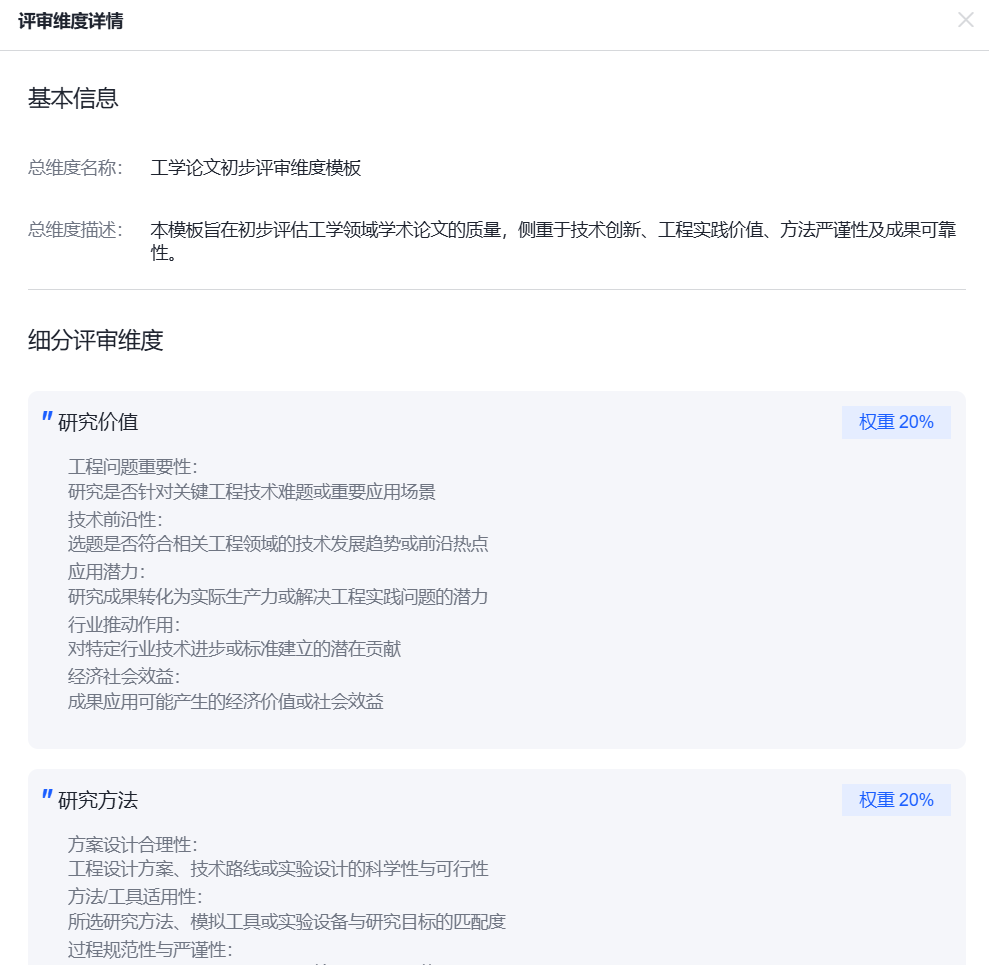 评审维度详情
基本信息
总维度名称： 工学论文初步评审维度模板
总维度描述： 本模板旨在初步评估工学领域学术论文的质量，侧重于技术创新、工程实践价值、方法严谨性及成果可靠
性。
细分评审维度
研究价值 权重 20%
工程问题重要性：
研究是否针对关键工程技术难题或重要应用场景
技术前沿性：
选题是否符合相关工程领域的技术发展趋势或前沿热点
应用潜力：
研究成果转化为实际生产力或解决工程实践问题的潜力
行业推动作用：
对特定行业技术进步或标准建立的潜在贡献
经济社会效益：
成果应用可能产生的经济价值或社会效益
研究方法 权重 20%
方案设计合理性：
工程设计方案、技术路线或实验设计的科学性与可行性
方法/工具适用性：
所选研究方法、模拟工具或实验设备与研究目标的匹配度
过程规范性与严谨性：